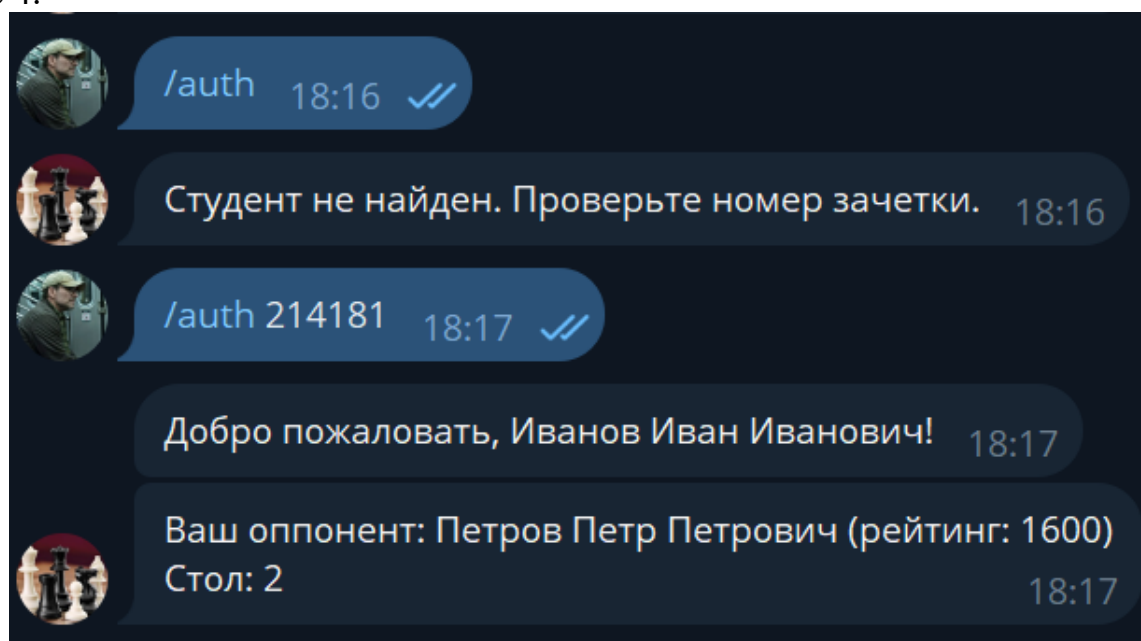 /auth 18:16
Студент не найден. Проверьте номер зачетки. 18:16
/auth 214181 18:17
Добро пожаловать, Иванов Иван Иванович! 18:17
Ваш оппонент: Петров Петр Петрович (рейтинг: 1600)
Стол: 2 18:17